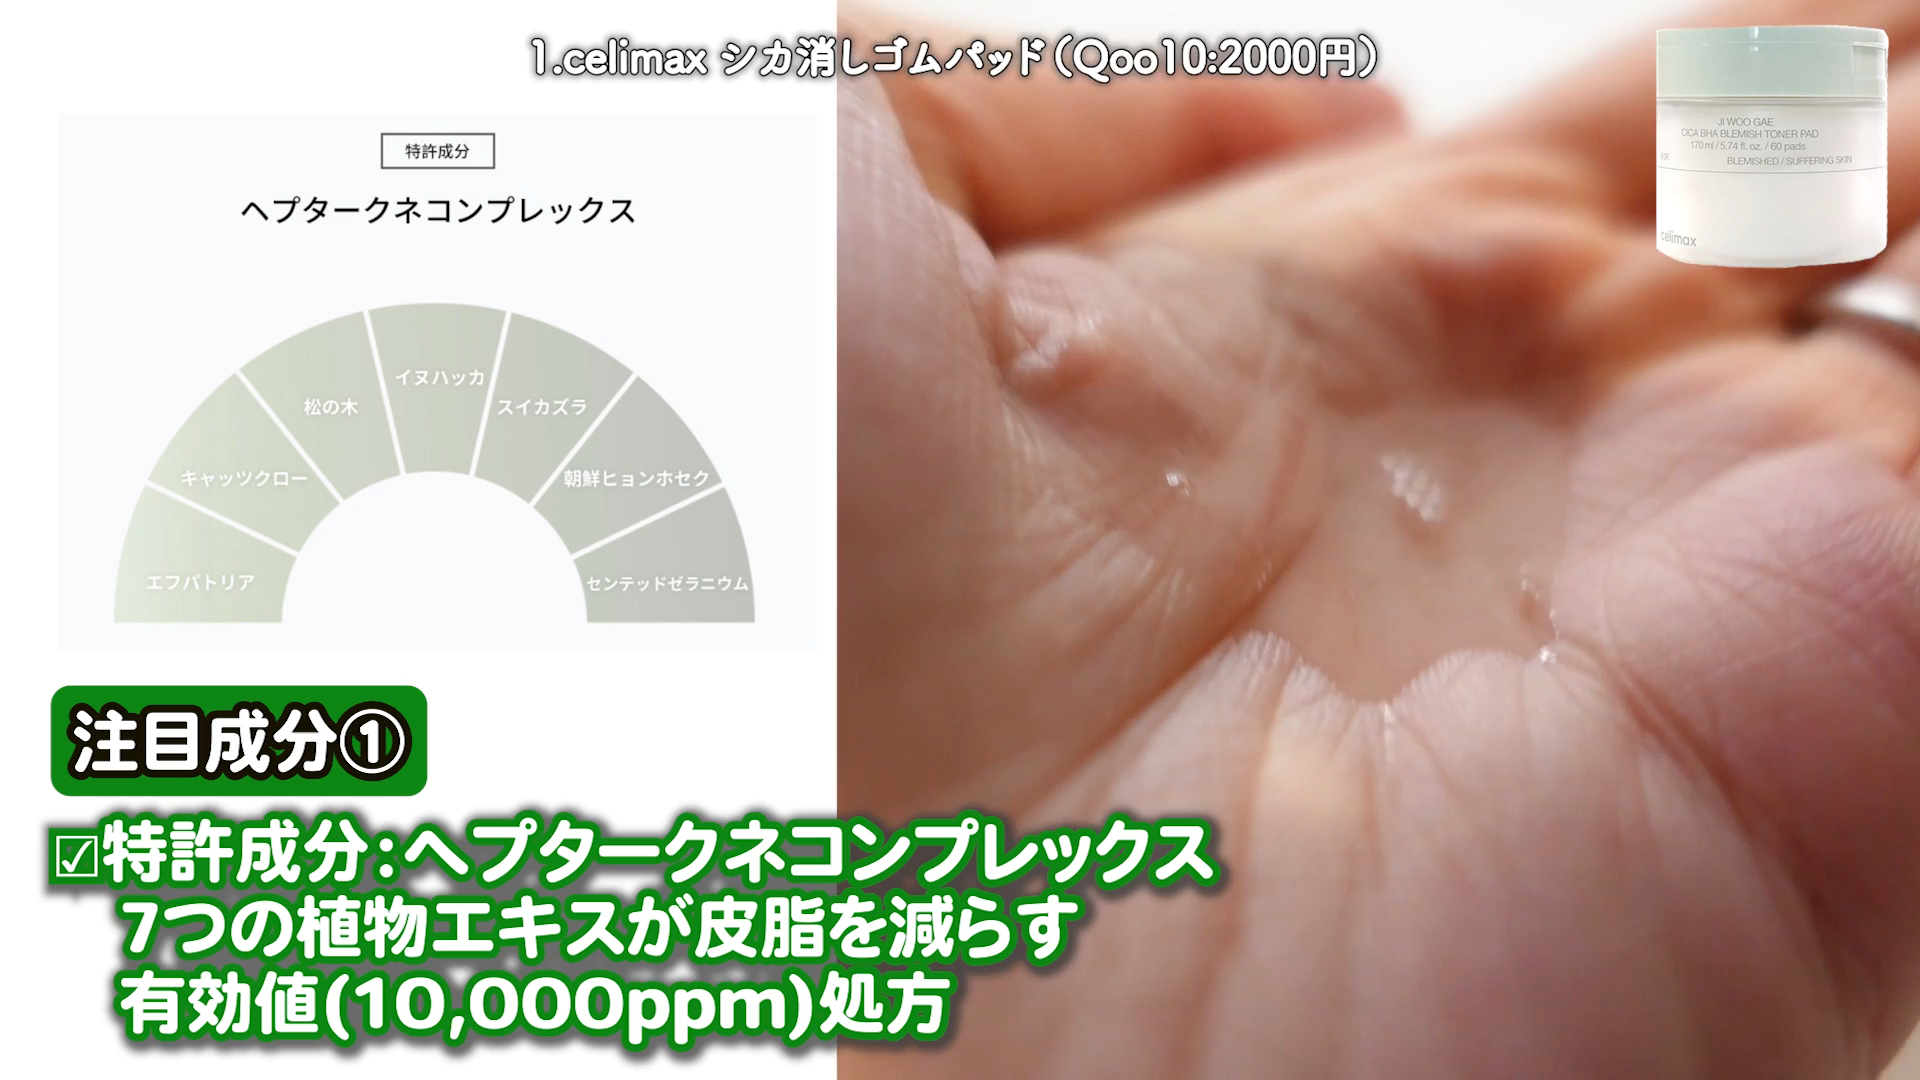 1.celimax シカ消しゴムパッド（Qoo10:2000円）
JI WOO GAE
CICA BHA BLEMISH TONER PAD
170 ml / 5.74 fl. oz. / 60 pads
BLEMISHED / SUFFERING SKIN
celimax
特許成分
ヘプタークネコンプレックス
イヌハッカ
松の木
スイカズラ
キャッツクロー
朝鮮ヒョンホセク
エフパトリア
センテッドゼラニウム
注目成分①
☑特許成分：ヘプタークネコンプレックス
7つの植物エキスが皮脂を減らす
有効値(10,000ppm)処方